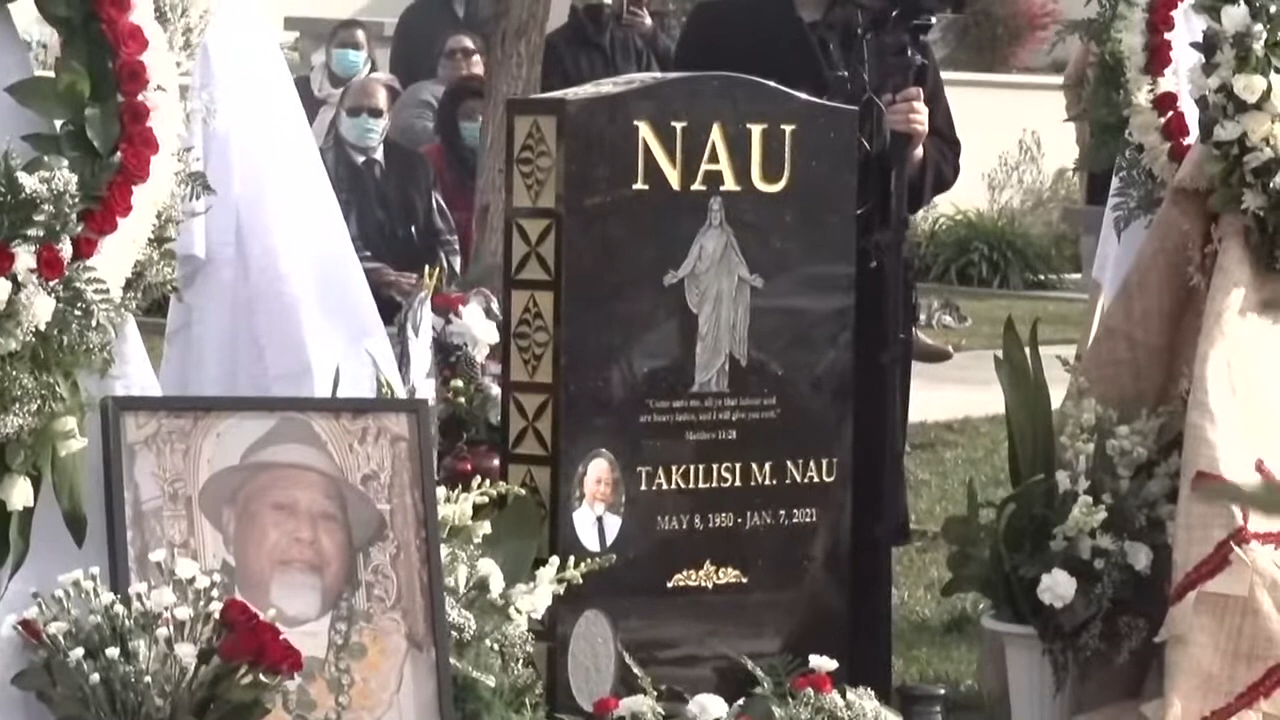 NAU
"Come unto me, all ye that labour and
are heavy laden, and I will give you rest."
Matthew 11:28
TAKILISI M. NAU
MAY 8, 1950 - JAN. 7, 2021